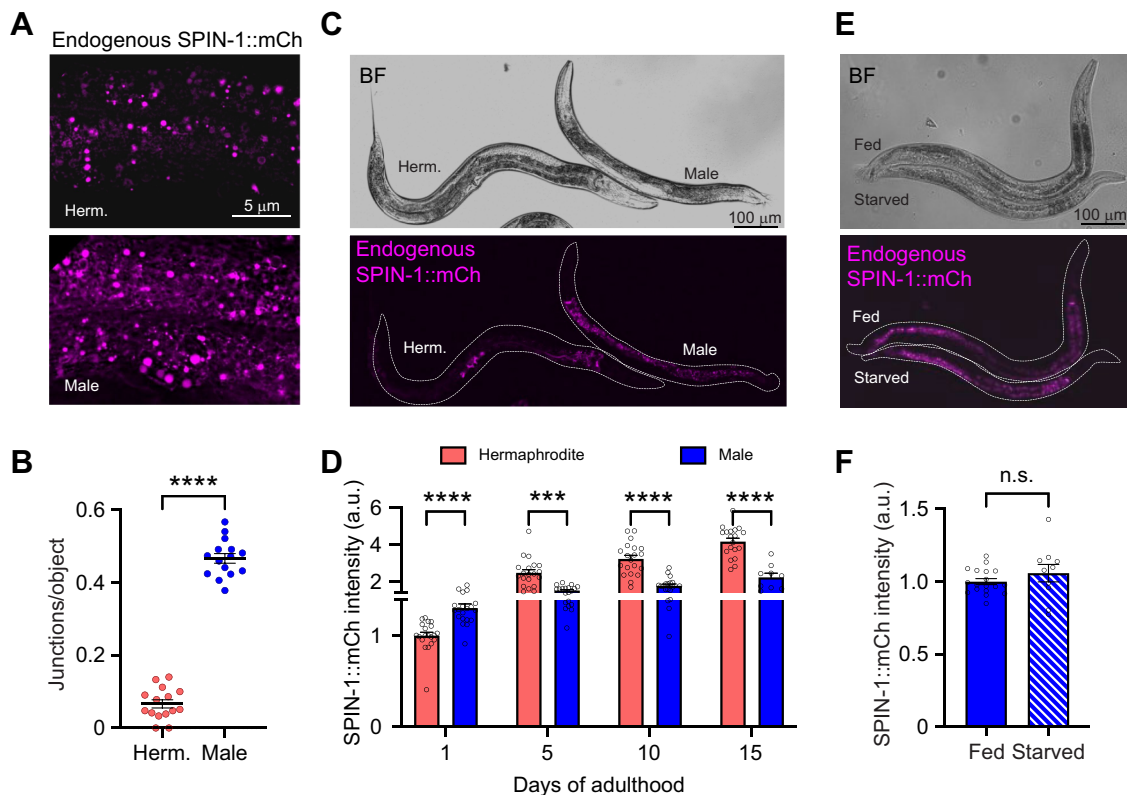 A
Endogenous SPIN-1::mCh
Herm.
5 μm
Male
B
****
Junctions/object
0.6
0.4
0.2
0
Herm. Male
C
BF
Herm.
Male
100 μm
Endogenous
SPIN-1::mCh
Herm.
Male
D
Hermaphrodite
Male
**** *** **** ****
SPIN-1::mCh intensity (a.u.)
6
4
2
1
0
1 5 10 15
Days of adulthood
E
BF
Fed
Starved
100 μm
Endogenous
SPIN-1::mCh
Fed
Starved
F
n.s.
SPIN-1::mCh intensity (a.u.)
1.5
1.0
0.5
0
Fed Starved